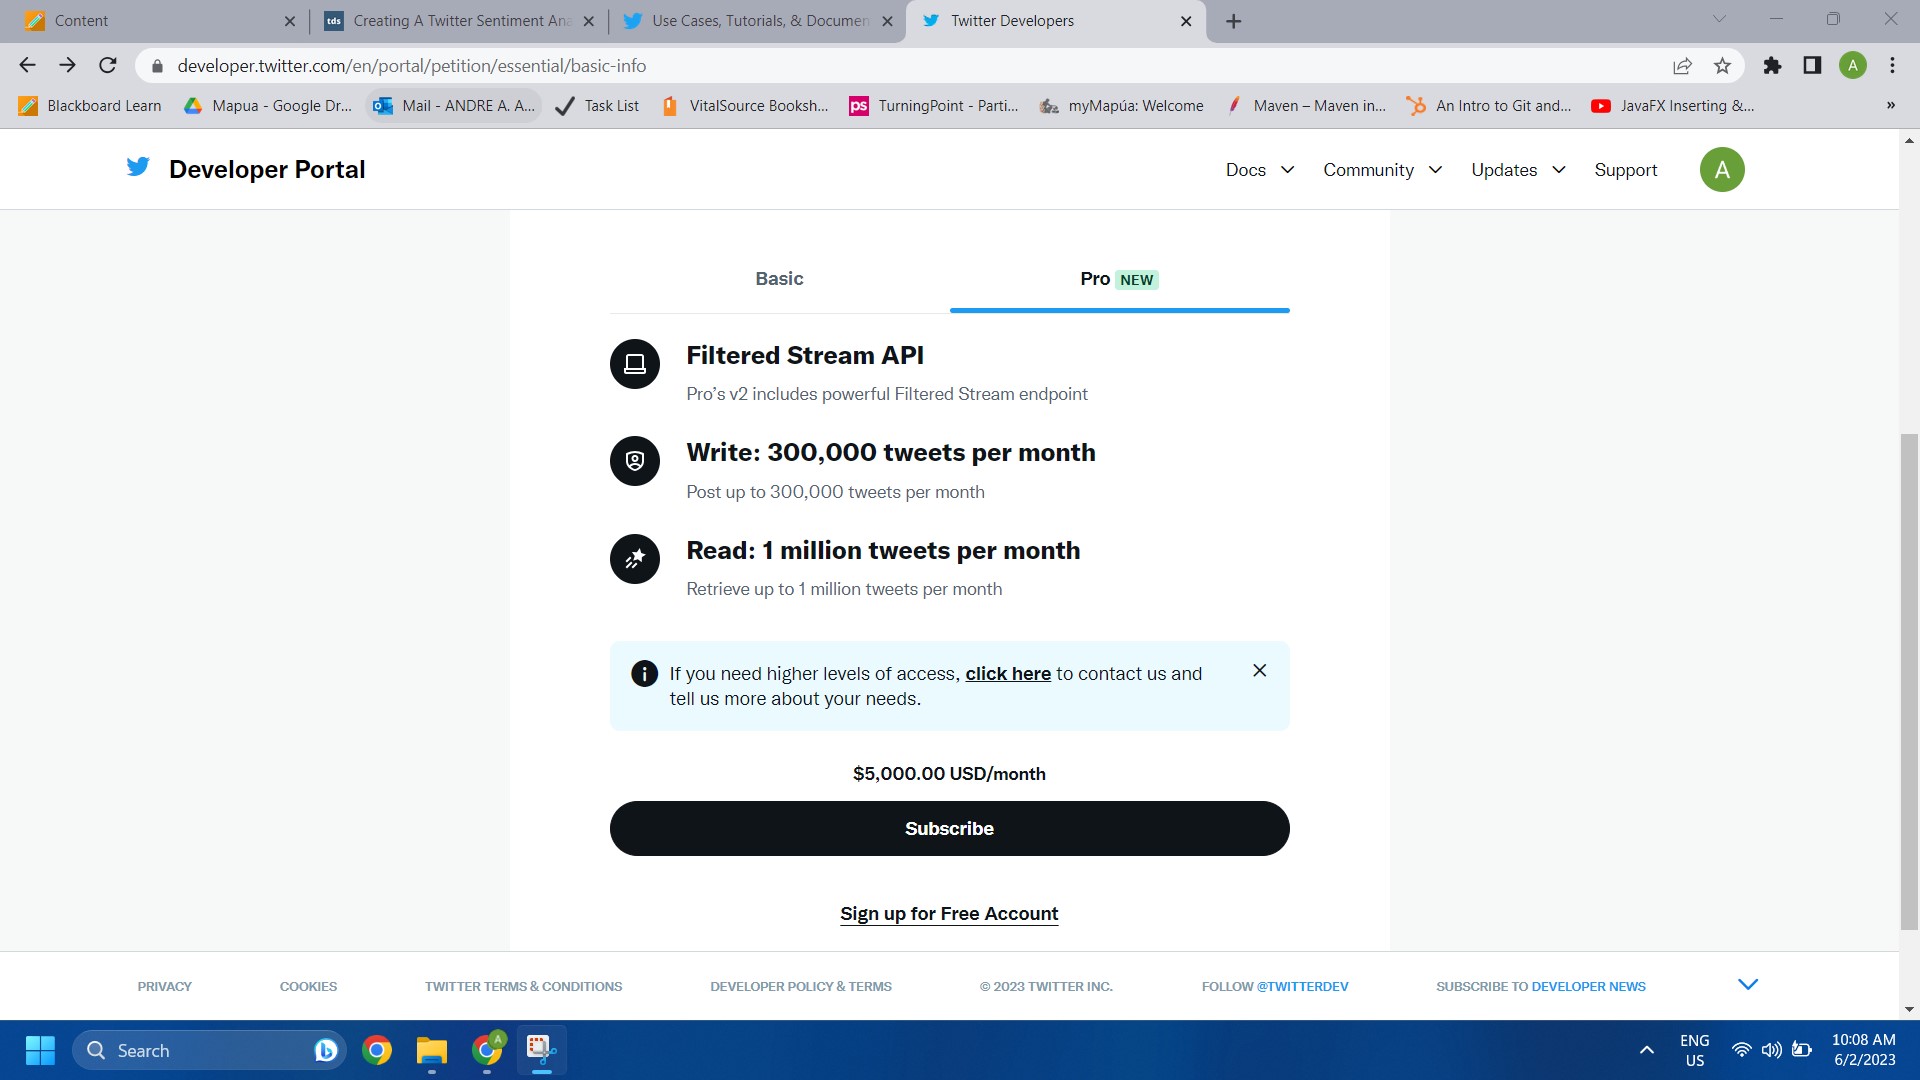 Content
tds Creating A Twitter Sentiment Ana
Use Cases, Tutorials, & Documen
Twitter Developers
developer.twitter.com/en/portal/petition/essential/basic-info
A
Blackboard Learn
Mapua - Google Dr...
Mail - ANDRE A. A...
Task List
VitalSource Booksh...
ps TurningPoint - Parti...
myMapúa: Welcome
Maven – Maven in...
An Intro to Git and...
JavaFX Inserting &...
»
Developer Portal
Docs
Community
Updates
Support
A
Basic
Pro NEW
Filtered Stream API
Pro’s v2 includes powerful Filtered Stream endpoint
Write: 300,000 tweets per month
Post up to 300,000 tweets per month
Read: 1 million tweets per month
Retrieve up to 1 million tweets per month
If you need higher levels of access, click here to contact us and
tell us more about your needs.
$5,000.00 USD/month
Subscribe
Sign up for Free Account
PRIVACY
COOKIES
TWITTER TERMS & CONDITIONS
DEVELOPER POLICY & TERMS
© 2023 TWITTER INC.
FOLLOW @TWITTERDEV
SUBSCRIBE TO DEVELOPER NEWS
Search
A
ENG
US
10:08 AM
6/2/2023